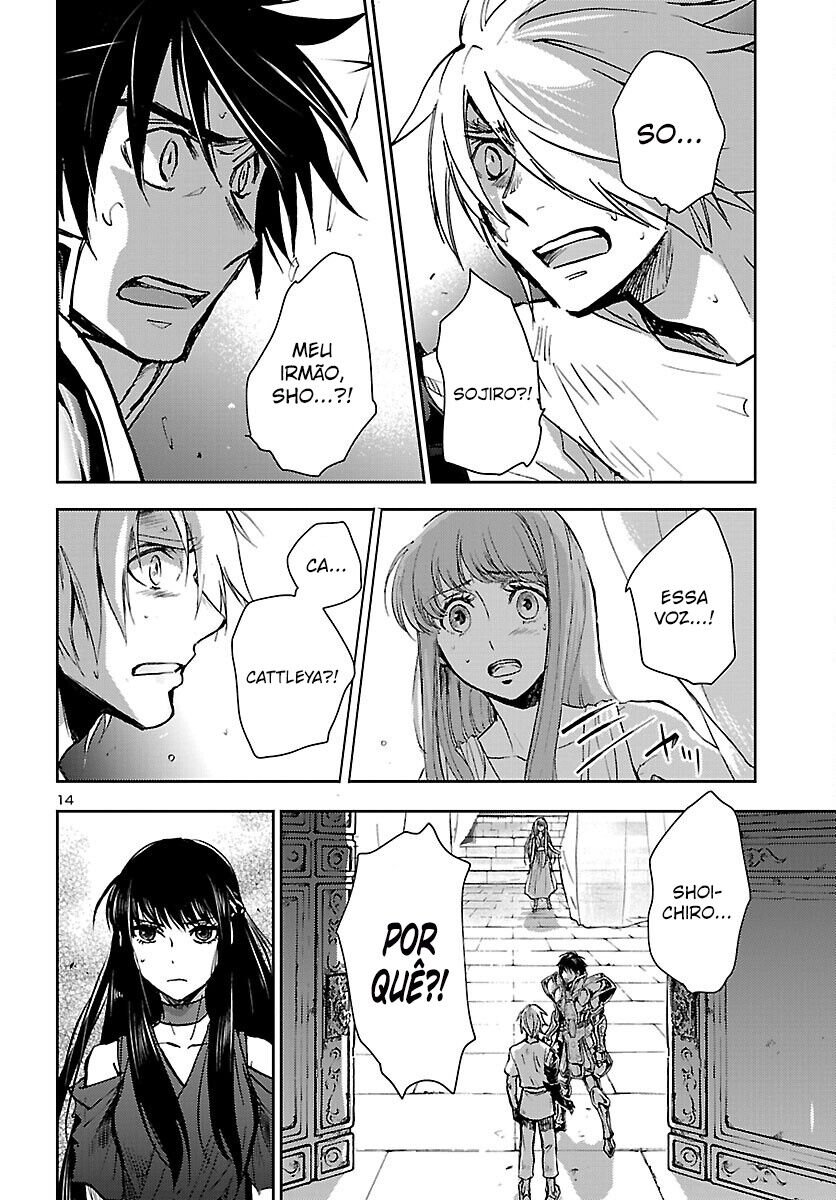 SO...
SOJIRO?!
MEU
IRMÃO,
SHO...?!
ESSA
VOZ...!
CA...
CATTLEYA?!
14
SHOI-
CHIRO...
POR
QUÊ?!